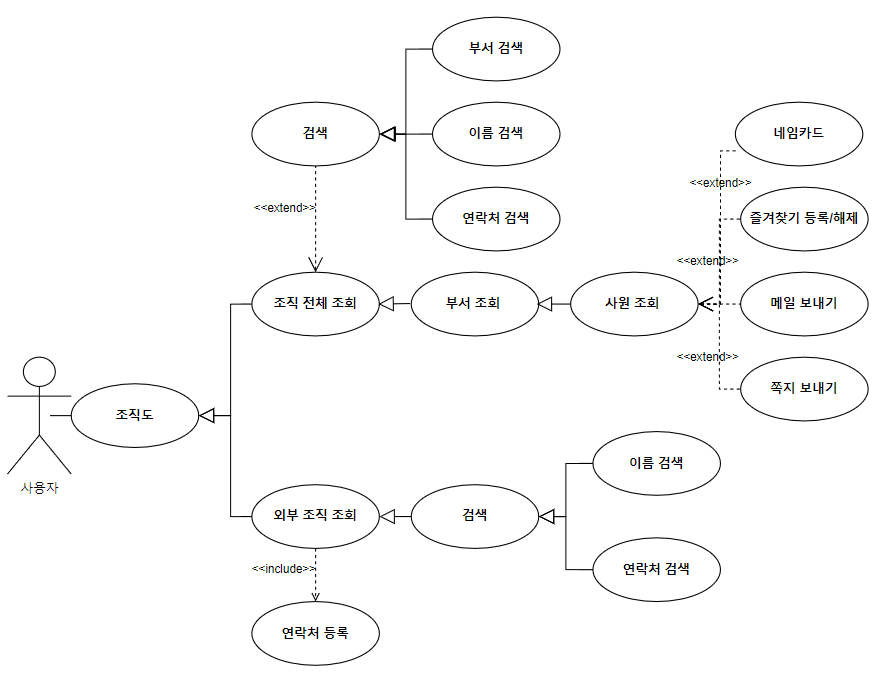 부서 검색
검색
이름 검색
네임카드
<<extend>>
<<extend>>
연락처 검색
즐겨찾기 등록/해제
<<extend>>
조직 전체 조회
부서 조회
사원 조회
메일 보내기
<<extend>>
쪽지 보내기
조직도
사용자
이름 검색
외부 조직 조회
검색
<<include>>
연락처 검색
연락처 등록